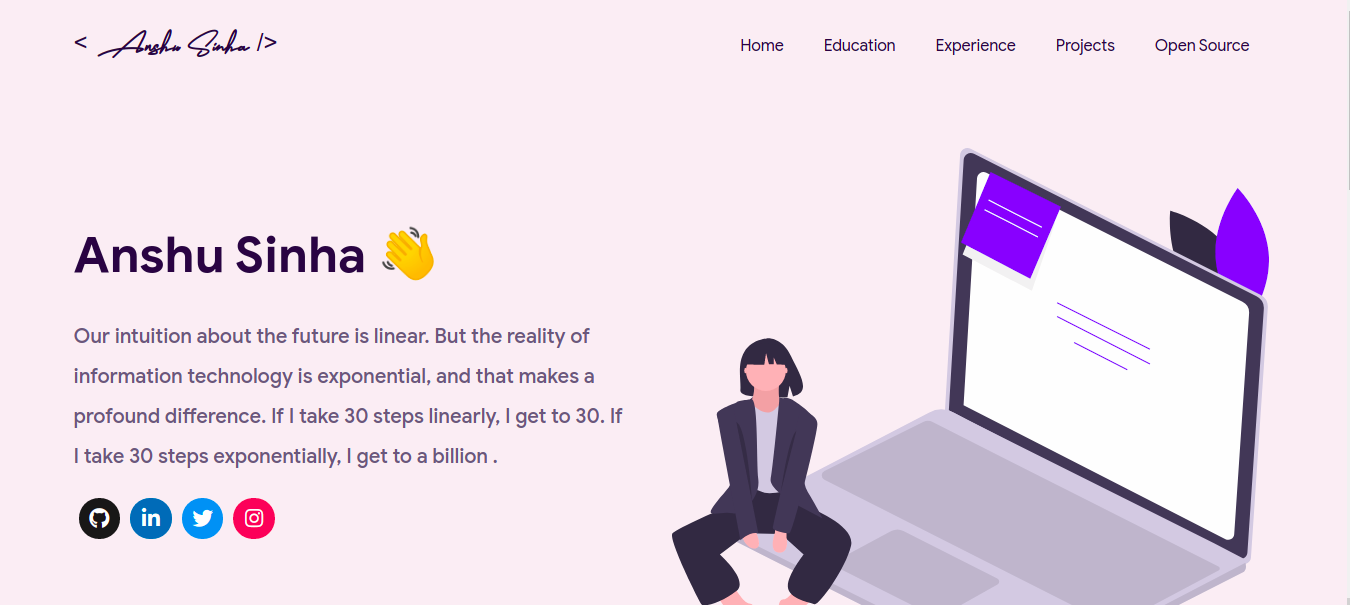 < Anshu Sinha />
Home Education Experience Projects Open Source
Anshu Sinha 👋
Our intuition about the future is linear. But the reality of
information technology is exponential, and that makes a
profound difference. If I take 30 steps linearly, I get to 30. If
I take 30 steps exponentially, I get to a billion .
in